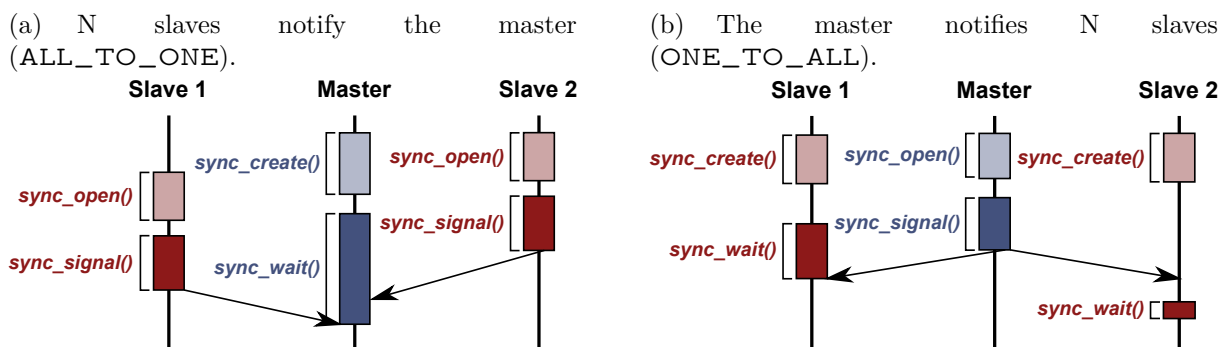 (a) N slaves notify the master
(ALL_TO_ONE).
Slave 1 Master Slave 2
sync_create()
sync_open()
sync_open()
sync_signal()
sync_signal()
sync_wait()
(b) The master notifies N slaves
(ONE_TO_ALL).
Slave 1 Master Slave 2
sync_create()
sync_open()
sync_create()
sync_signal()
sync_wait()
sync_wait()